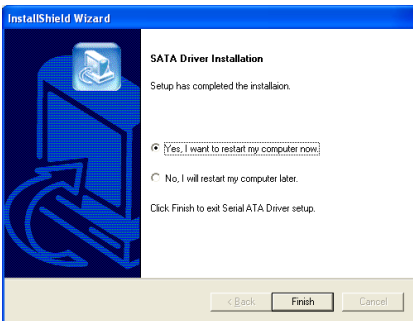 InstallShield Wizard
SATA Driver Installation
Setup has completed the installaion.
Yes, I want to restart my computer now.
No, I will restart my computer later.
Click Finish to exit Serial ATA Driver setup.
< Back
Finish
Cancel